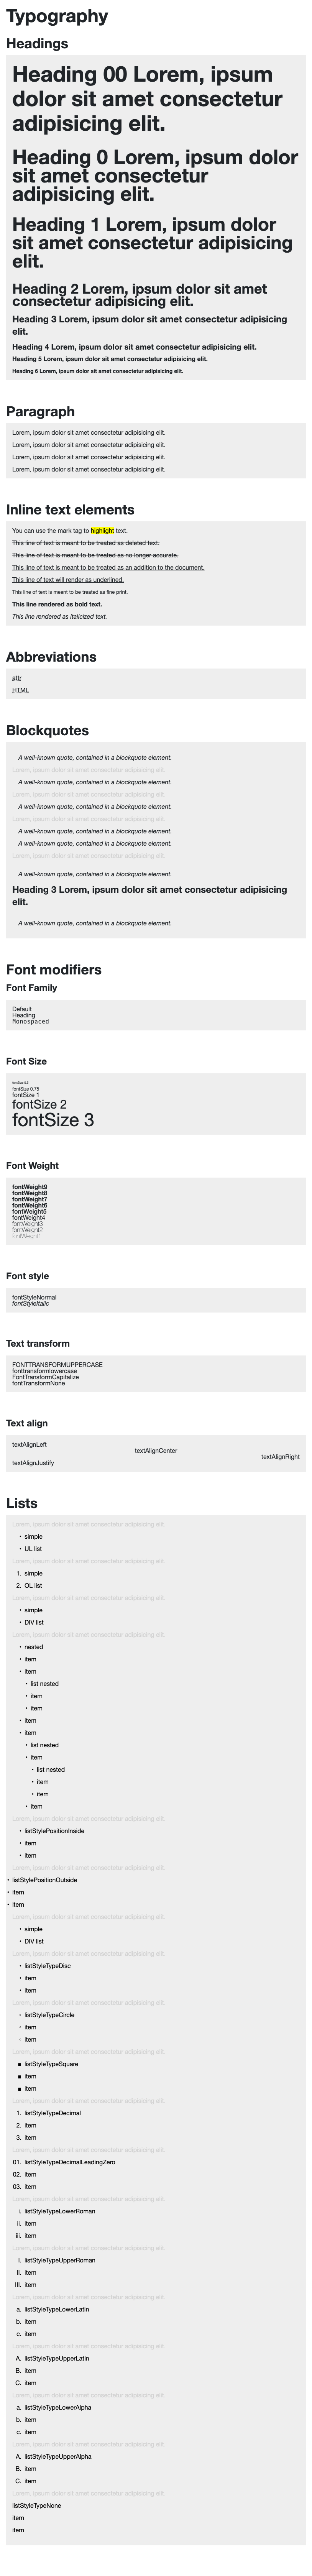 Typography
Headings
Heading 00 Lorem, ipsum
dolor sit amet consectetur
adipisicing elit.
Heading 0 Lorem, ipsum dolor
sit amet consectetur
adipisicing elit.
Heading 1 Lorem, ipsum dolor
sit amet consectetur adipisicing
elit.
Heading 2 Lorem, ipsum dolor sit amet
consectetur adipisicing elit.
Heading 3 Lorem, ipsum dolor sit amet consectetur adipisicing
elit.
Heading 4 Lorem, ipsum dolor sit amet consectetur adipisicing elit.
Heading 5 Lorem, ipsum dolor sit amet consectetur adipisicing elit.
Heading 6 Lorem, ipsum dolor sit amet consectetur adipisicing elit.
Paragraph
Lorem, ipsum dolor sit amet consectetur adipisicing elit.
Lorem, ipsum dolor sit amet consectetur adipisicing elit.
Lorem, ipsum dolor sit amet consectetur adipisicing elit.
Lorem, ipsum dolor sit amet consectetur adipisicing elit.
Inline text elements
You can use the mark tag to highlight text.
This line of text is meant to be treated as deleted text.
This line of text is meant to be treated as no longer accurate.
This line of text is meant to be treated as an addition to the document.
This line of text will render as underlined.
This line of text is meant to be treated as fine print.
This line rendered as bold text.
This line rendered as italicized text.
Abbreviations
attr
HTML
Blockquotes
A well-known quote, contained in a blockquote element.
Lorem, ipsum dolor sit amet consectetur adipisicing elit.
A well-known quote, contained in a blockquote element.
Lorem, ipsum dolor sit amet consectetur adipisicing elit.
A well-known quote, contained in a blockquote element.
Lorem, ipsum dolor sit amet consectetur adipisicing elit.
A well-known quote, contained in a blockquote element.
A well-known quote, contained in a blockquote element.
Lorem, ipsum dolor sit amet consectetur adipisicing elit.
A well-known quote, contained in a blockquote element.
Heading 3 Lorem, ipsum dolor sit amet consectetur adipisicing
elit.
A well-known quote, contained in a blockquote element.
Font modifiers
Font Family
Default
Heading
Monospaced
Font Size
fontSize 0.5
fontSize 0.75
fontSize 1
fontSize 2
fontSize 3
Font Weight
fontWeight9
fontWeight8
fontWeight7
fontWeight6
fontWeight5
fontWeight4
fontWeight3
fontWeight2
fontWeight1
Font style
fontStyleNormal
fontStyleItalic
Text transform
FONTTRANSFORMUPPERCASE
fonttransformlowercase
FontTransformCapitalize
fontTransformNone
Text align
textAlignLeft
textAlignCenter
textAlignRight
textAlignJustify
Lists
Lorem, ipsum dolor sit amet consectetur adipisicing elit.
• simple
• UL list
Lorem, ipsum dolor sit amet consectetur adipisicing elit.
1. simple
2. OL list
Lorem, ipsum dolor sit amet consectetur adipisicing elit.
• simple
• DIV list
Lorem, ipsum dolor sit amet consectetur adipisicing elit.
• nested
• item
• item
• list nested
• item
• item
• item
• item
• list nested
• item
• list nested
• item
• item
• item
Lorem, ipsum dolor sit amet consectetur adipisicing elit.
• listStylePositionInside
• item
• item
Lorem, ipsum dolor sit amet consectetur adipisicing elit.
• listStylePositionOutside
• item
• item
Lorem, ipsum dolor sit amet consectetur adipisicing elit.
• simple
• DIV list
Lorem, ipsum dolor sit amet consectetur adipisicing elit.
• listStyleTypeDisc
• item
• item
Lorem, ipsum dolor sit amet consectetur adipisicing elit.
◦ listStyleTypeCircle
◦ item
◦ item
Lorem, ipsum dolor sit amet consectetur adipisicing elit.
▪ listStyleTypeSquare
▪ item
▪ item
Lorem, ipsum dolor sit amet consectetur adipisicing elit.
1. listStyleTypeDecimal
2. item
3. item
Lorem, ipsum dolor sit amet consectetur adipisicing elit.
01. listStyleTypeDecimalLeadingZero
02. item
03. item
Lorem, ipsum dolor sit amet consectetur adipisicing elit.
i. listStyleTypeLowerRoman
ii. item
iii. item
Lorem, ipsum dolor sit amet consectetur adipisicing elit.
I. listStyleTypeUpperRoman
II. item
III. item
Lorem, ipsum dolor sit amet consectetur adipisicing elit.
a. listStyleTypeLowerLatin
b. item
c. item
Lorem, ipsum dolor sit amet consectetur adipisicing elit.
A. listStyleTypeUpperLatin
B. item
C. item
Lorem, ipsum dolor sit amet consectetur adipisicing elit.
a. listStyleTypeLowerAlpha
b. item
c. item
Lorem, ipsum dolor sit amet consectetur adipisicing elit.
A. listStyleTypeUpperAlpha
B. item
C. item
Lorem, ipsum dolor sit amet consectetur adipisicing elit.
listStyleTypeNone
item
item